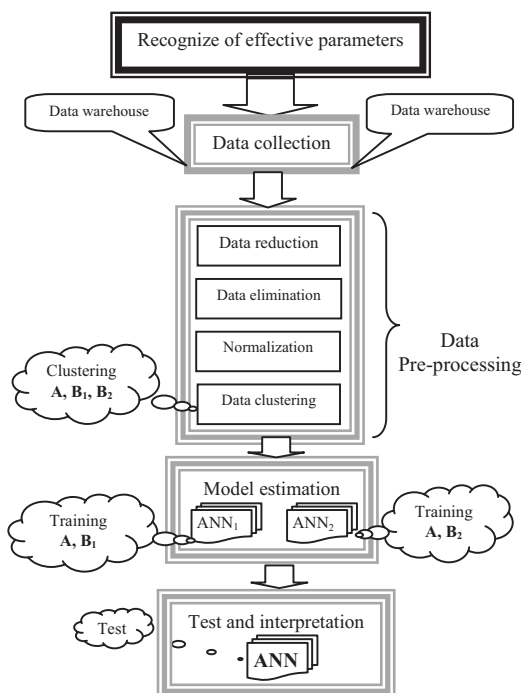 Recognize of effective parameters
Data warehouse
Data warehouse
Data collection
Data reduction
Data elimination
Normalization
Data clustering
Data
Pre-processing
Clustering
A, B₁, B₂
Model estimation
ANN₁
ANN₂
Training
A, B₁
Training
A, B₂
Test and interpretation
Test
ANN